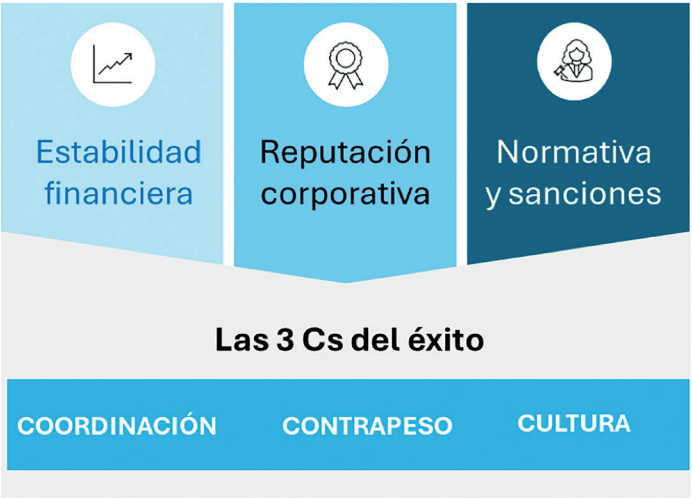 Estabilidad
financiera
Reputación
corporativa
Normativa
y sanciones
Las 3 Cs del éxito
COORDINACIÓN
CONTRAPESO
CULTURA